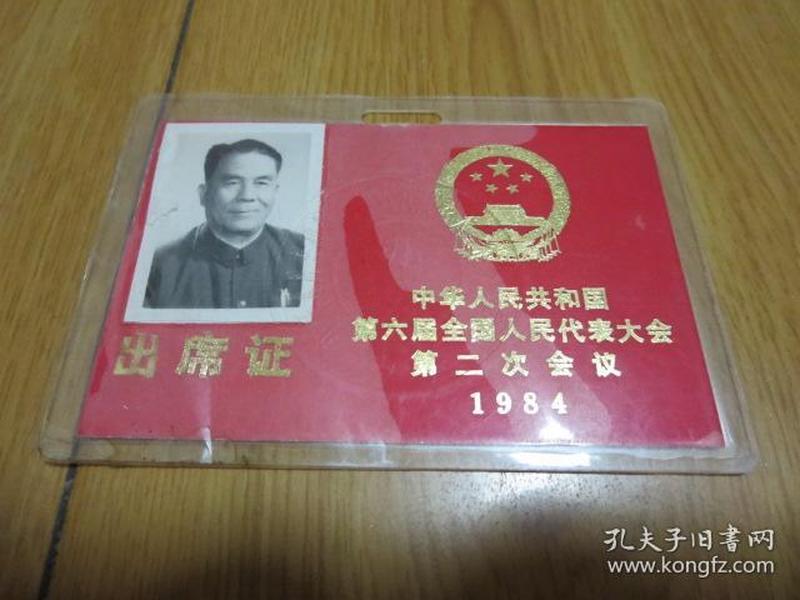 出席证
中华人民共和国
第六届全国人民代表大会
第二次会议
1984
孔夫子旧书网
www.kongfz.com